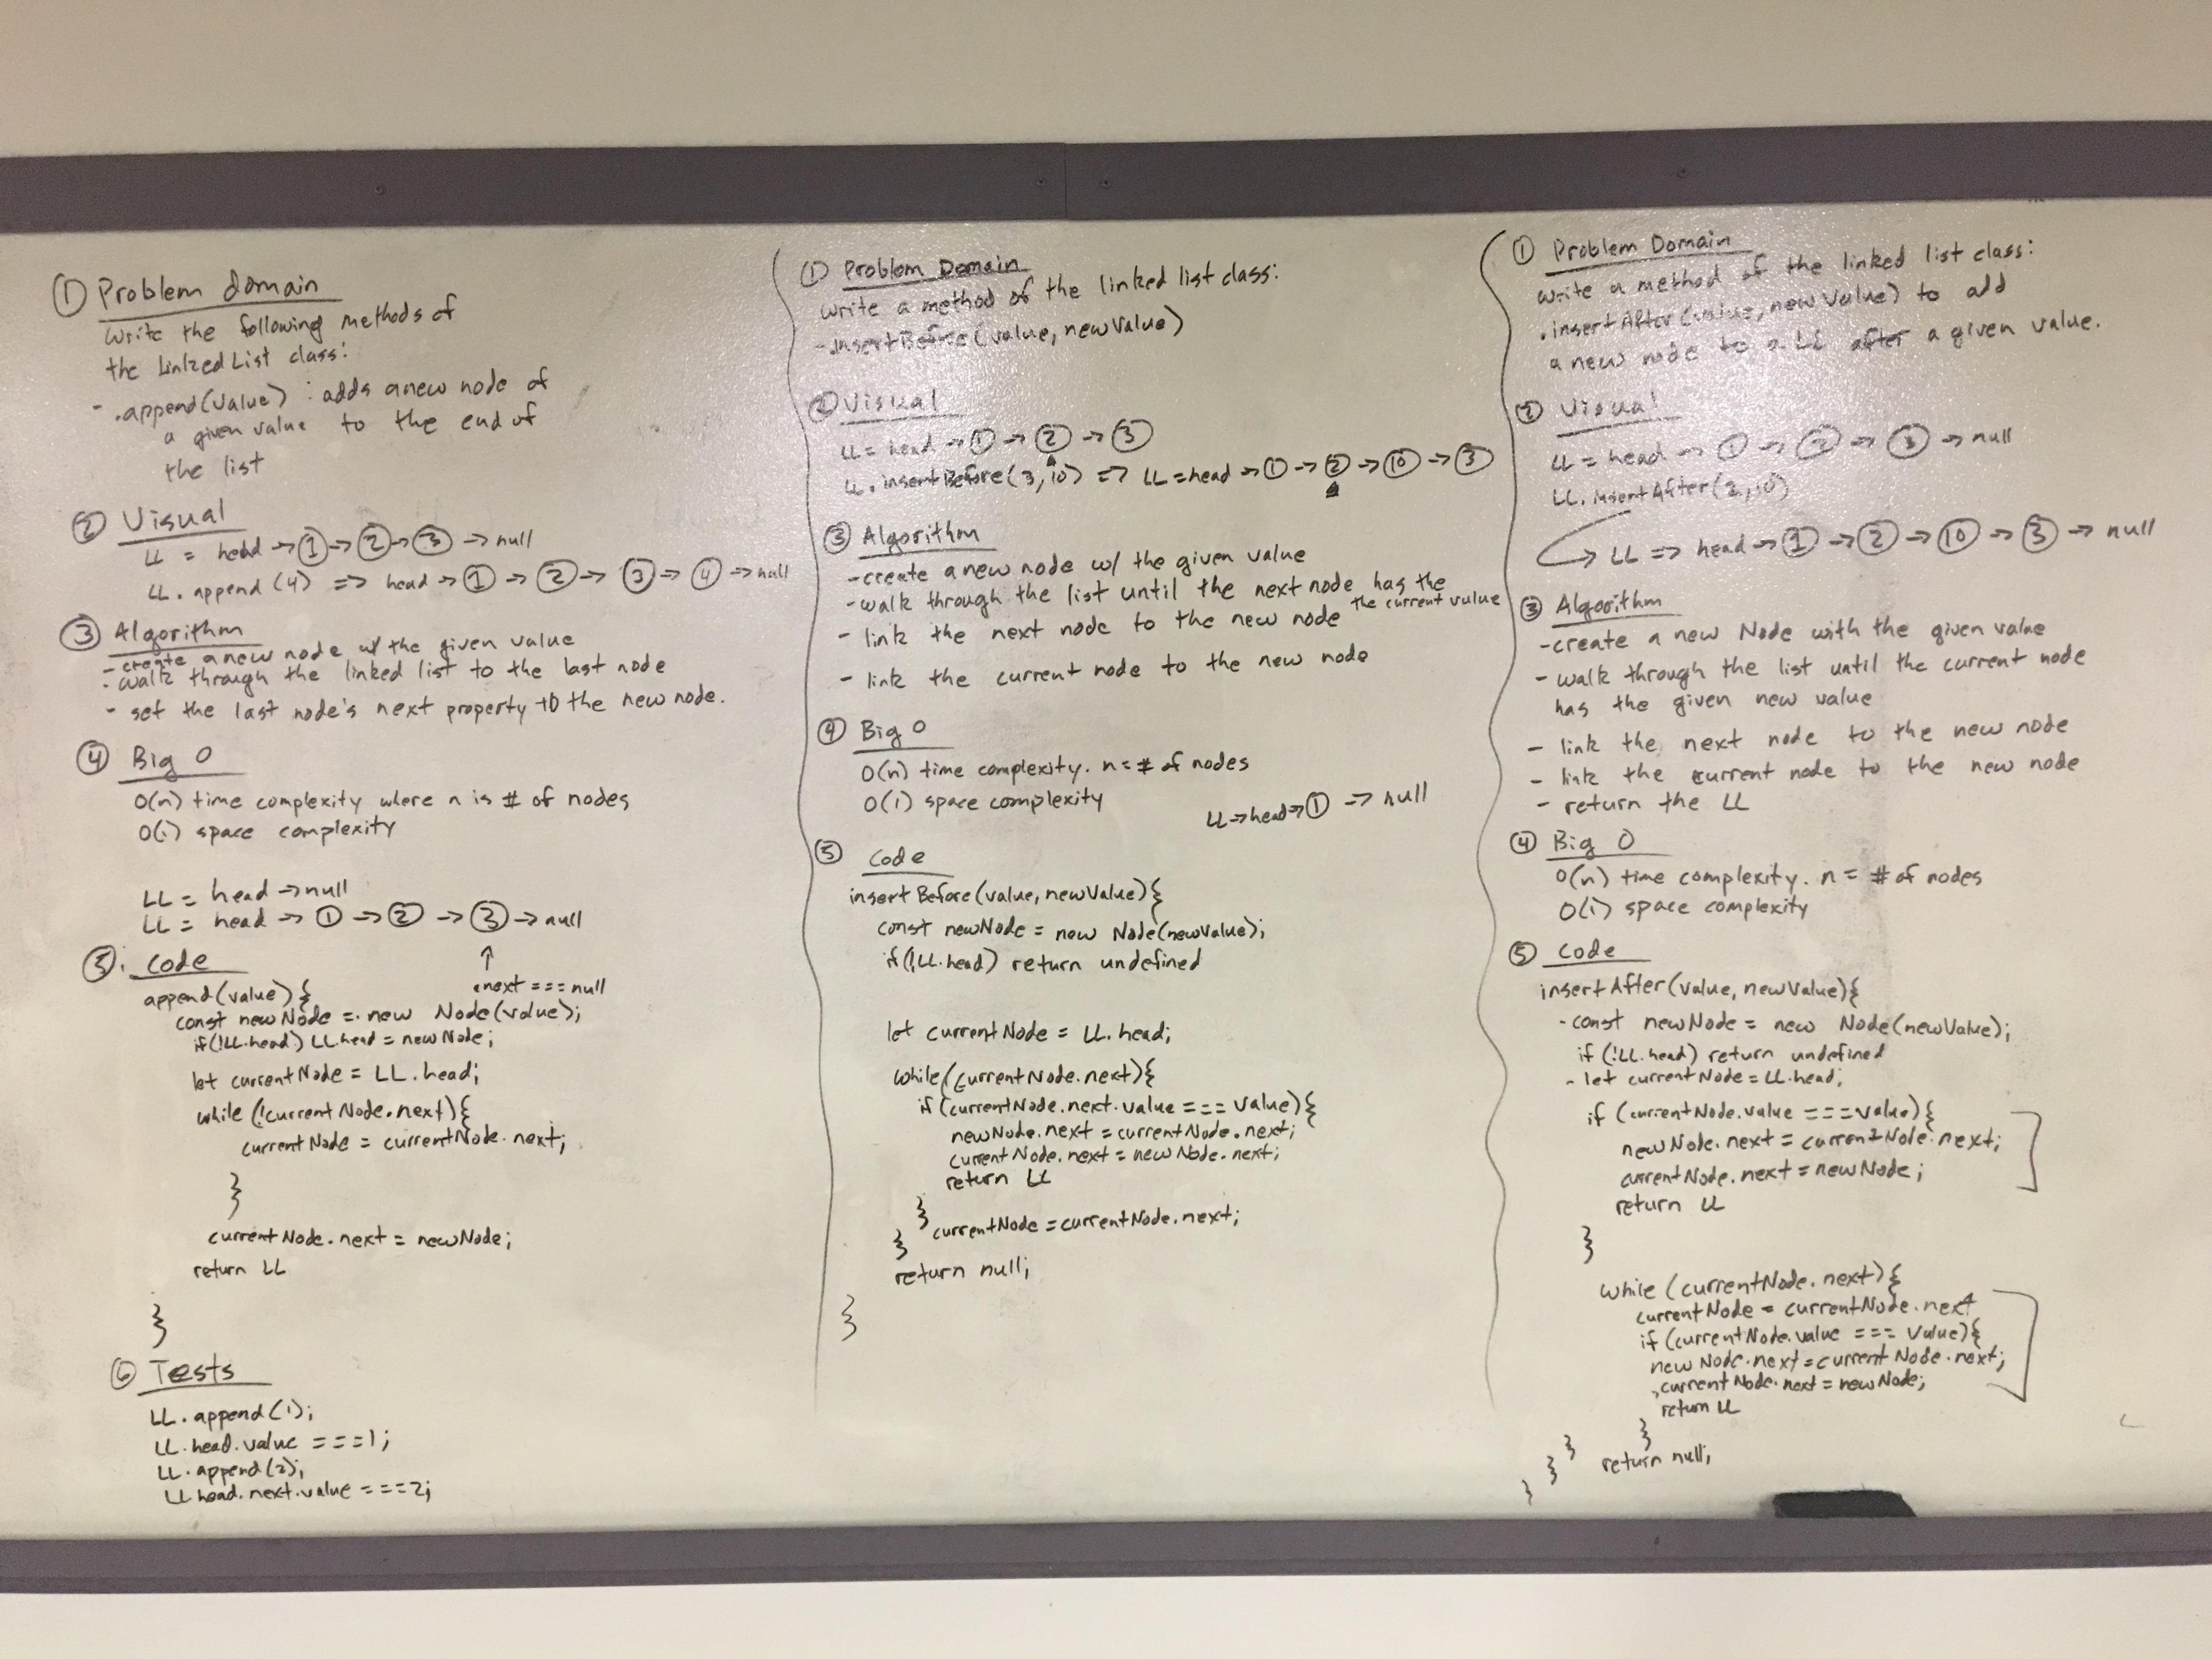 ① Problem domain
Write the following methods of
the Linked List class:
- .append(value) : adds a new node of
a given value to the end of
the list
② Visual
LL = head → ① → ② → ③ → null
LL.append(4) => head → ① → ② → ③ → ④ → null
③ Algorithm
- create a new node w/ the given value
- walk through the linked list to the last node
- set the last node's next property to the new node.
④ Big O
O(n) time complexity where n is # of nodes
O(1) space complexity
LL = head → null
LL = head → ① → ② → ③ → null
↑
.next === null
⑤. Code
append(value){
const newNode = new Node(value);
if(!LL.head) LL.head = newNode;
let currentNode = LL.head;
while (!currentNode.next){
currentNode = currentNode.next;
}
currentNode.next = newNode;
return LL
}
⑥ Tests
LL.append(1);
LL.head.value === 1;
LL.append(2);
LL.head.next.value === 2;
① Problem Domain
Write a method of the linked list class:
- .insertBefore(value, newValue)
② Visual
LL = head → ① → ② → ③
LL.insertBefore(3,10) => LL = head → ① → ② → ⑩ → ③
③ Algorithm
- create a new node w/ the given value
- walk through the list until the next node has the
the current value
- link the next node to the new node
- link the current node to the new node
④ Big O
O(n) time complexity. n = # of nodes
O(1) space complexity
LL → head → ① → null
⑤ Code
insertBefore(value, newValue){
const newNode = new Node(newValue);
if(!LL.head) return undefined
let currentNode = LL.head;
while(currentNode.next){
if(currentNode.next.value === value){
newNode.next = currentNode.next;
currentNode.next = newNode.next;
return LL
}
currentNode = currentNode.next;
}
return null;
}
① Problem Domain
Write a method of the linked list class:
.insertAfter(value, newValue) to add
a new node to a LL after a given value.
② Visual
LL = head → ① → ② → ③ → null
LL.insertAfter(2,10)
→ LL => head → ① → ② → ⑩ → ③ → null
③ Algorithm
- create a new Node with the given value
- walk through the list until the current node
has the given new value
- link the next node to the new node
- link the current node to the new node
- return the LL
④ Big O
O(n) time complexity. n = # of nodes
O(1) space complexity
⑤ Code
insertAfter(value, newValue){
- const newNode = new Node(newValue);
if (!LL.head) return undefined
- let currentNode = LL.head;
if (currentNode.value === value){
newNode.next = currentNode.next;
currentNode.next = newNode;
return LL
}
while (currentNode.next){
currentNode = currentNode.next
if (currentNode.value === value){
newNode.next = currentNode.next;
currentNode.next = newNode;
return LL
}
} return null;
}
}